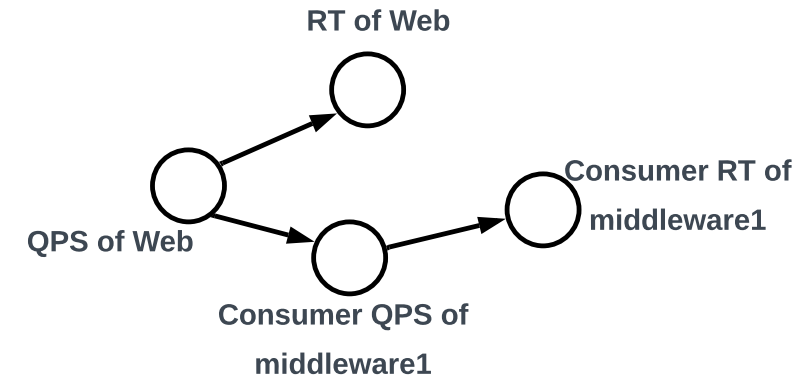 RT of Web
QPS of Web
Consumer QPS of
middleware1
Consumer RT of
middleware1